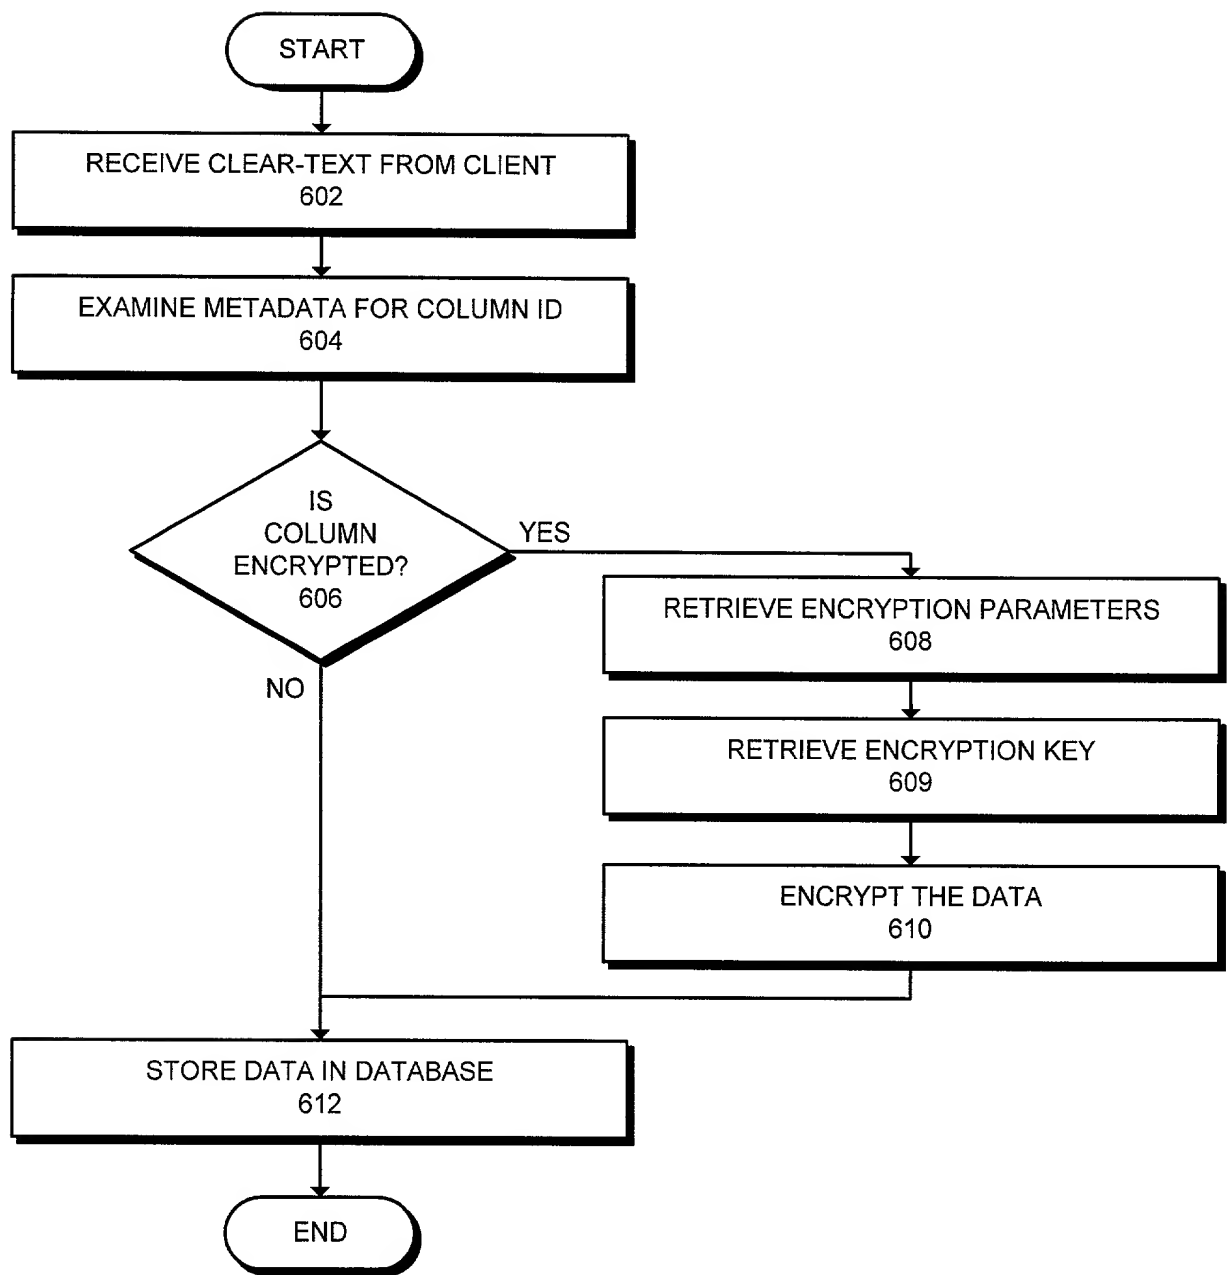 START
RECEIVE CLEAR-TEXT FROM CLIENT
602
EXAMINE METADATA FOR COLUMN ID
604
IS
COLUMN
ENCRYPTED?
606
YES
RETRIEVE ENCRYPTION PARAMETERS
608
NO
RETRIEVE ENCRYPTION KEY
609
ENCRYPT THE DATA
610
STORE DATA IN DATABASE
612
END